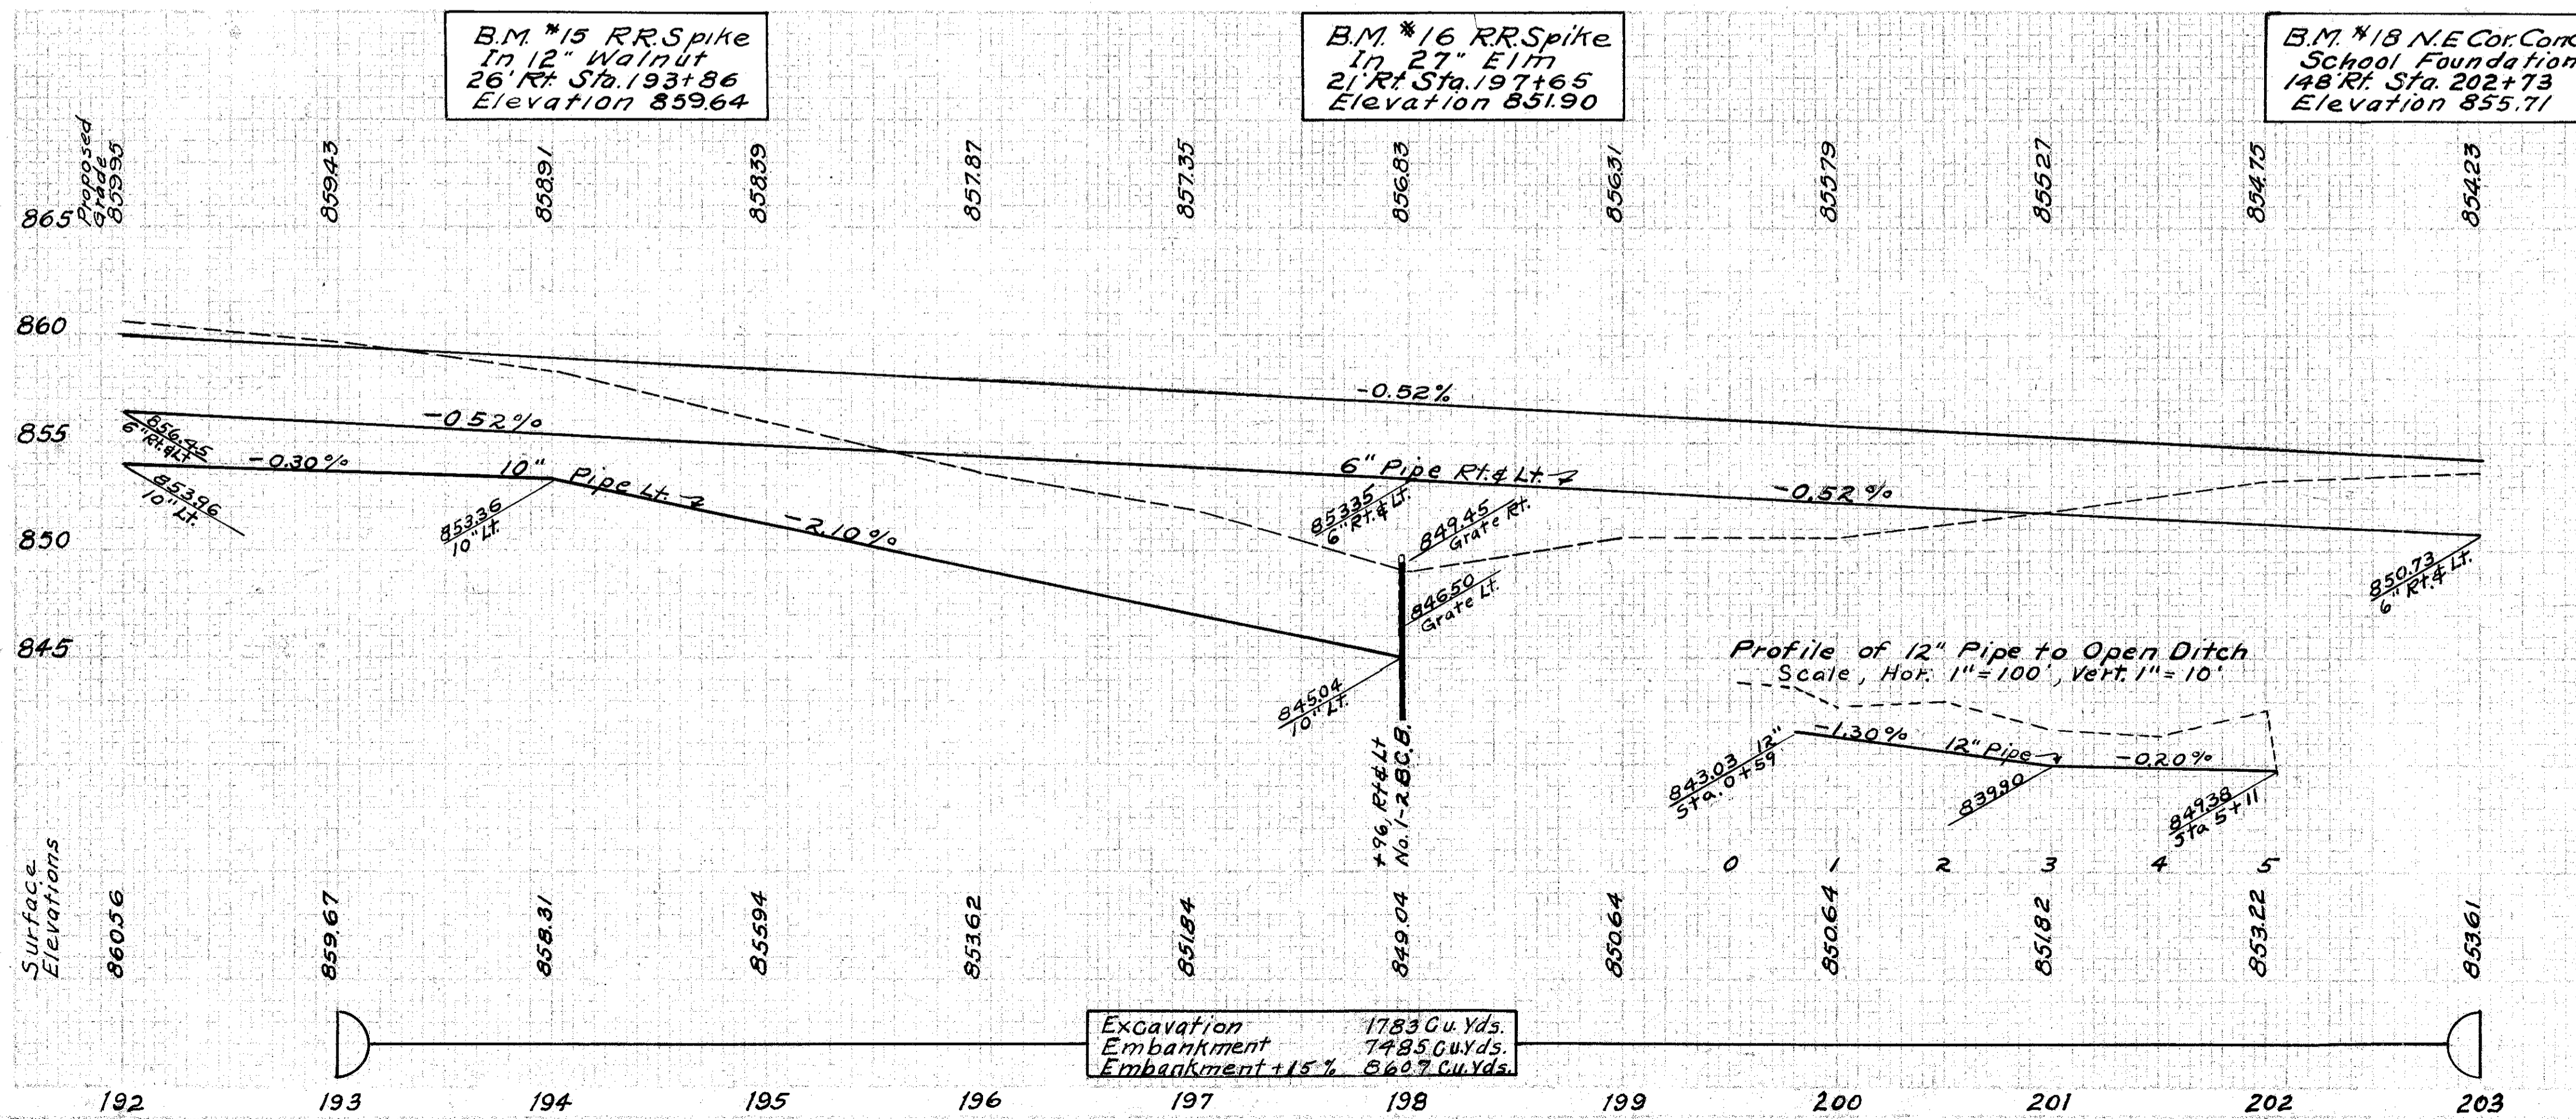 B.M. #15 R.R. Spike
In 12" Walnut
26' Rt. Sta. 193+86
Elevation 859.64
B.M. #16 R.R. Spike
In 27" Elm
21' Rt. Sta. 197+65
Elevation 851.90
B.M. #18 N.E Cor. Conc
School Foundation
148' Rt. Sta. 202+73
Elevation 855.71
Proposed
Grade
859.95
859.43
858.91
858.39
857.87
857.35
856.83
856.31
855.79
855.27
854.75
854.23
865
860
855
850
845
-0.52%
-0.52%
856.45
6" Rt. & Lt
-0.30%
10" Pipe Lt.
853.96
10" Lt.
853.36
10" Lt.
-2.10%
6" Pipe Rt. & Lt.
853.35
6" Rt. & Lt.
849.45
Grate Rt.
-0.52%
846.50
Grate Lt.
850.73
6" Rt. & Lt.
845.04
10" Lt.
+96, Rt & Lt
No. 1-2 B C.B.
Profile of 12" Pipe to Open Ditch
Scale, Hor. 1"=100', Vert. 1"=10'
-1.30%
12" Pipe
-0.20%
843.03 12"
Sta. 0+59
839.90
849.38
Sta 5+11
0 1 2 3 4 5
Surface
Elevations
860.56
859.67
858.31
855.94
853.62
851.84
849.04
850.64
850.64
851.82
853.22
853.61
Excavation 1783 Cu. Yds.
Embankment 7485 Cu. Yds.
Embankment +15% 8607 Cu. Yds.
192 193 194 195 196 197 198 199 200 201 202 203